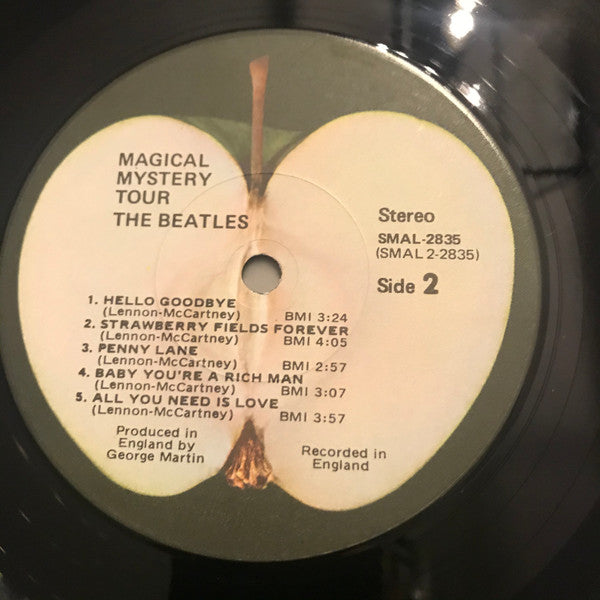 MAGICAL
MYSTERY
TOUR
THE BEATLES
Stereo
SMAL-2835
(SMAL 2-2835)
Side 2
1. HELLO GOODBYE
(Lennon-McCartney) BMI 3:24
2. STRAWBERRY FIELDS FOREVER
(Lennon-McCartney) BMI 4:05
3. PENNY LANE
(Lennon-McCartney) BMI 2:57
4. BABY YOU'RE A RICH MAN
(Lennon-McCartney) BMI 3:07
5. ALL YOU NEED IS LOVE
(Lennon-McCartney) BMI 3:57
Produced in
England by
George Martin
Recorded in
England